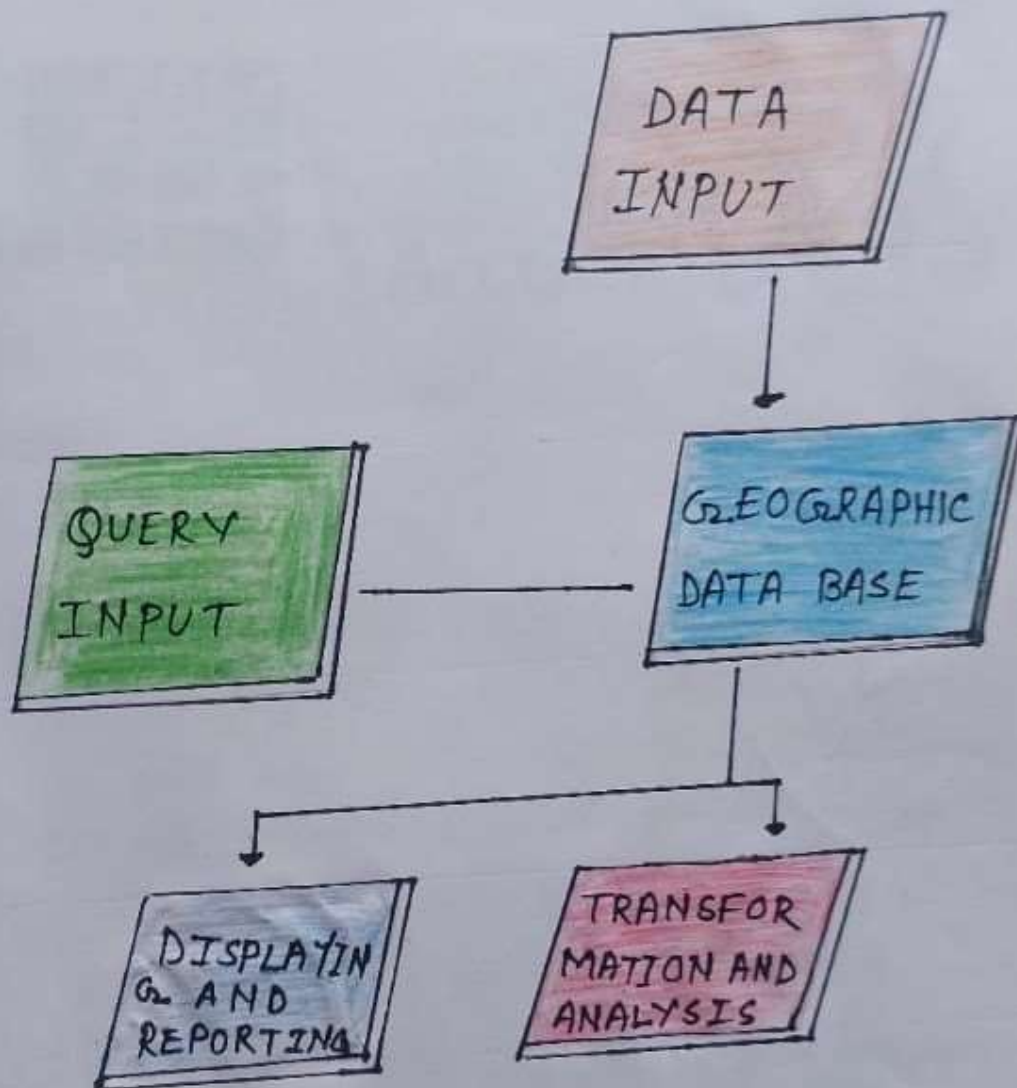 DATA
INPUT
QUERY
INPUT
GEOGRAPHIC
DATA BASE
DISPLAYIN
G AND
REPORTING
TRANSFOR
MATION AND
ANALYSIS